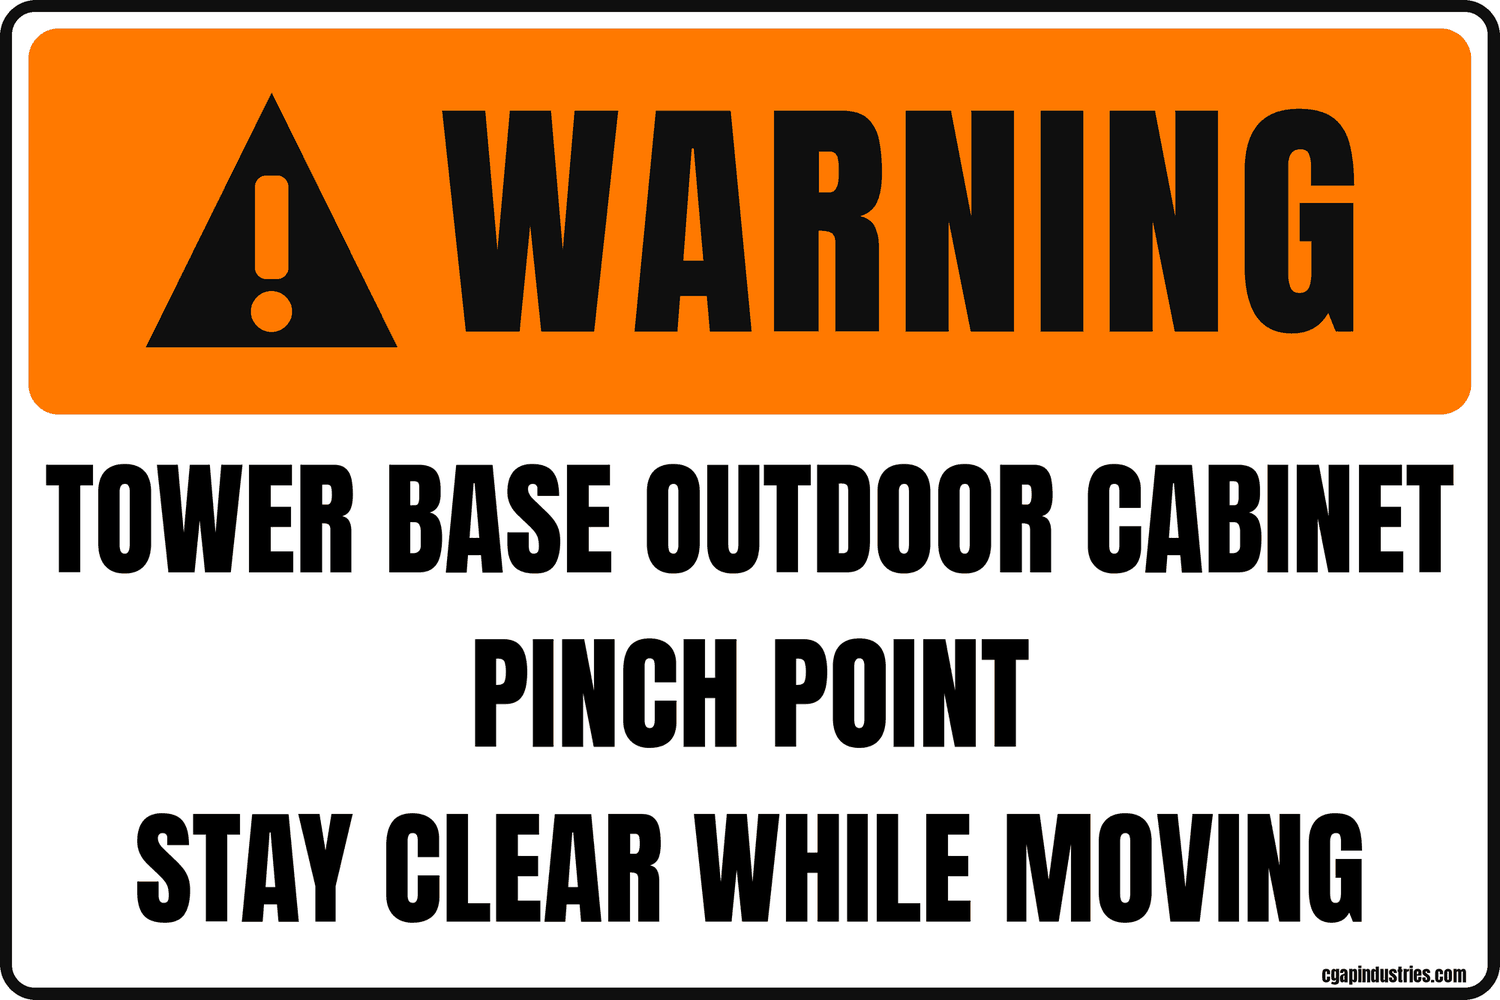 WARNING
TOWER BASE OUTDOOR CABINET
PINCH POINT
STAY CLEAR WHILE MOVING
cgapindustries.com